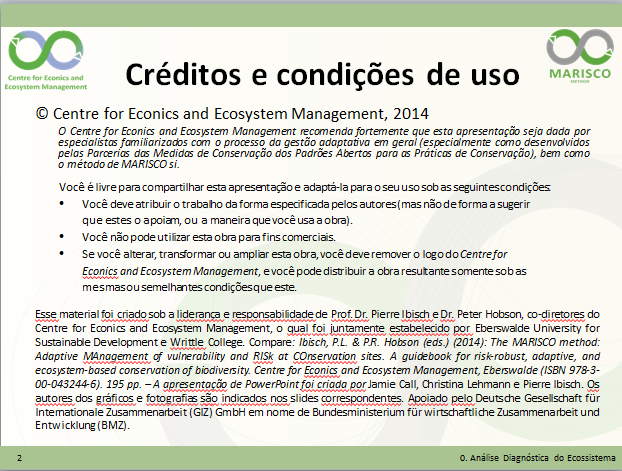 Centre for Econics and
Ecosystem Management
MARISCO
METHOD
Créditos e condições de uso
© Centre for Econics and Ecosystem Management, 2014
O Centre for Econics and Ecosystem Management recomenda fortemente que esta apresentação seja dada por
especialistas familiarizados com o processo da gestão adaptativa em geral (especialmente como desenvolvidos
pelas Parcerias das Medidas de Conservação dos Padrões Abertos para as Práticas de Conservação), bem como
o método de MARISCO si.
Você é livre para compartilhar esta apresentação e adaptá-la para o seu uso sob as seguintes condições:
• Você deve atribuir o trabalho da forma especificada pelos autores (mas não de forma a sugerir
que estes o apoiam, ou a maneira que você usa a obra).
• Você não pode utilizar esta obra para fins comerciais.
• Se você alterar, transformar ou ampliar esta obra, você deve remover o logo do Centre for
Econics and Ecosystem Management, e você pode distribuir a obra resultante somente sob as
mesmas ou semelhantes condições que este.
Esse material foi criado sob a liderança e responsabilidade de Prof. Dr. Pierre Ibisch e Dr. Peter Hobson, co-diretores do
Centre for Econics and Ecosystem Management, o qual foi juntamente estabelecido por Eberswalde University for
Sustainable Development e Writtle College. Compare: Ibisch, P.L. & P.R. Hobson (eds.) (2014): The MARISCO method:
Adaptive MAnagement of vulnerability and RISk at COnservation sites. A guidebook for risk-robust, adaptive, and
ecosystem-based conservation of biodiversity. Centre for Econics and Ecosystem Management, Eberswalde (ISBN 978-3-
00-043244-6). 195 pp. – A apresentação de PowerPoint foi criado por Jamie Call, Christina Lehmann e Pierre Ibisch. Os
autores dos gráficos e fotografias são indicados nos slides correspondentes. Apoiado pelo Deutsche Gesellschaft für
Internationale Zusammenarbeit (GIZ) GmbH em nome de Bundesministerium für wirtschaftliche Zusammenarbeit und
Entwicklung (BMZ).
2
0. Análise Diagnóstica do Ecossistema